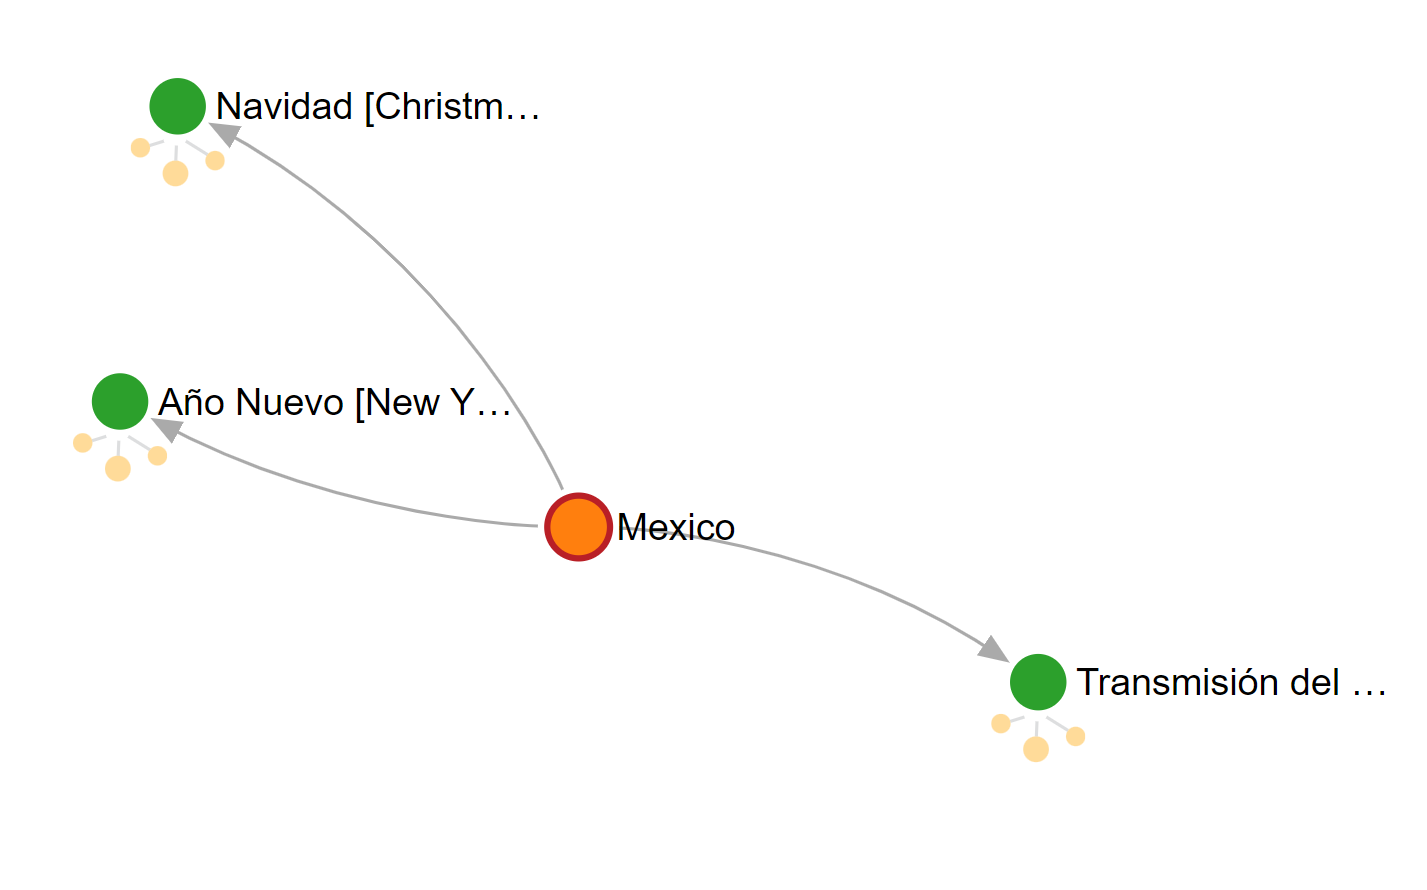 Navidad [Christm…
Año Nuevo [New Y…
Mexico
Transmisión del …